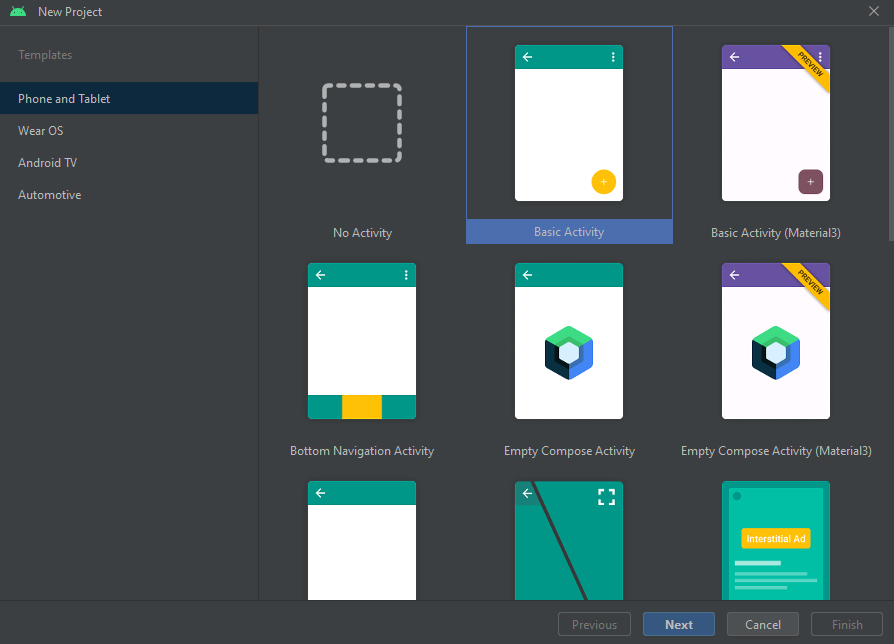 New Project
Templates
Phone and Tablet
Wear OS
Android TV
Automotive
No Activity
Basic Activity
PREVIEW
Basic Activity (Material3)
Bottom Navigation Activity
Empty Compose Activity
PREVIEW
Empty Compose Activity (Material3)
Interstitial Ad
Previous
Next
Cancel
Finish